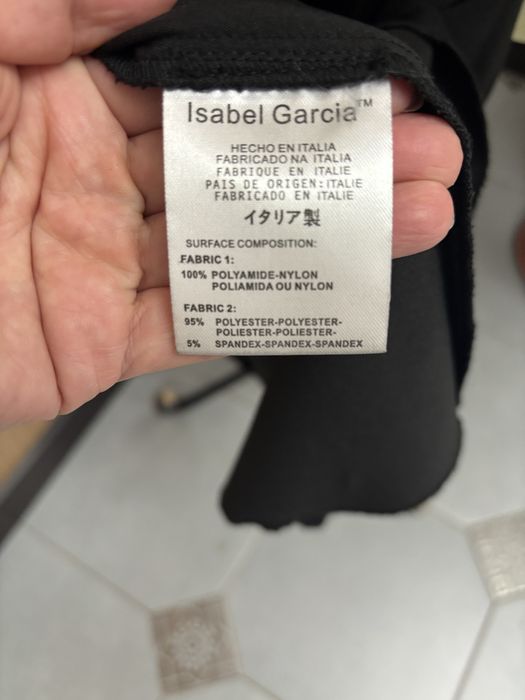 Isabel Garcia™
HECHO EN ITALIA
FABRICADO NA ITALIA
FABRIQUE EN ITALIE
PAIS DE ORIGEN:ITALIE
FABRICADO EN ITALIE
イタリア製
SURFACE COMPOSITION:
FABRIC 1:
100% POLYAMIDE-NYLON
POLIAMIDA OU NYLON
FABRIC 2:
95% POLYESTER-POLYESTER-
POLIESTER-POLIESTER-
5% SPANDEX-SPANDEX-SPANDEX